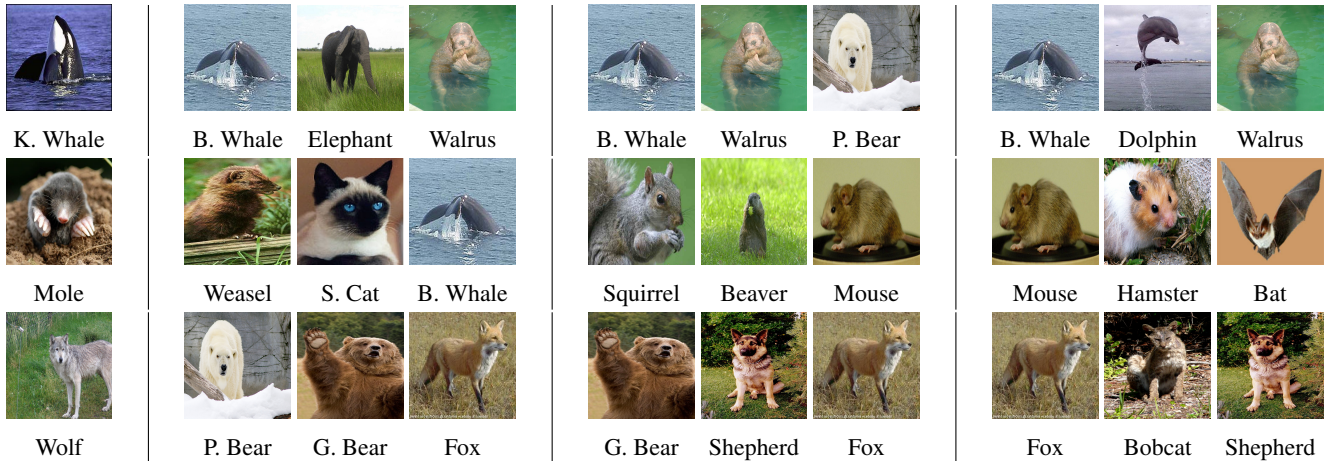 K. Whale B. Whale Elephant Walrus B. Whale Walrus P. Bear B. Whale Dolphin Walrus
Mole Weasel S. Cat B. Whale Squirrel Beaver Mouse Mouse Hamster Bat
Wolf P. Bear G. Bear Fox G. Bear Shepherd Fox Fox Bobcat Shepherd